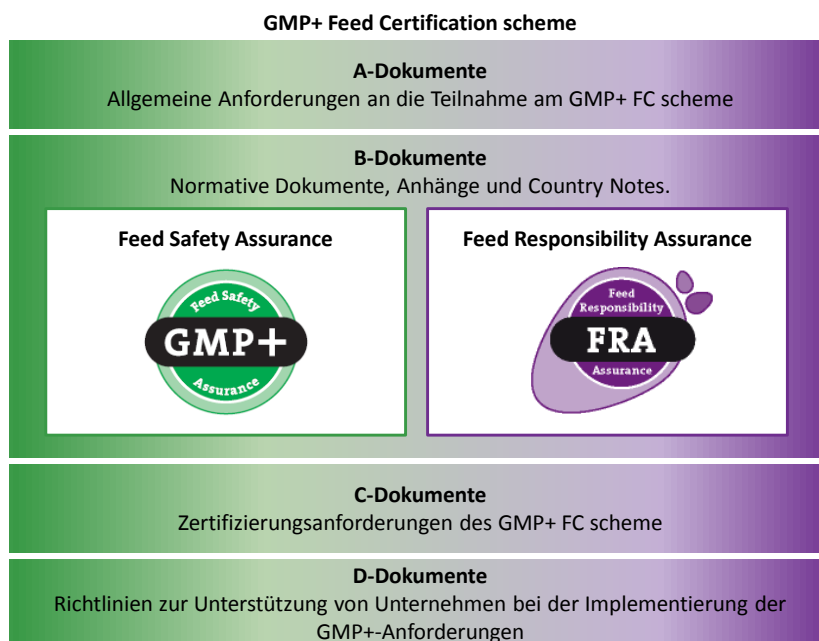 GMP+ Feed Certification scheme
A-Dokumente
Allgemeine Anforderungen an die Teilnahme am GMP+ FC scheme
B-Dokumente
Normative Dokumente, Anhänge und Country Notes.
Feed Safety Assurance
Feed Safety
GMP+
Assurance
Feed Responsibility Assurance
Feed
Responsibility
FRA
Assurance
C-Dokumente
Zertifizierungsanforderungen des GMP+ FC scheme
D-Dokumente
Richtlinien zur Unterstützung von Unternehmen bei der Implementierung der
GMP+-Anforderungen